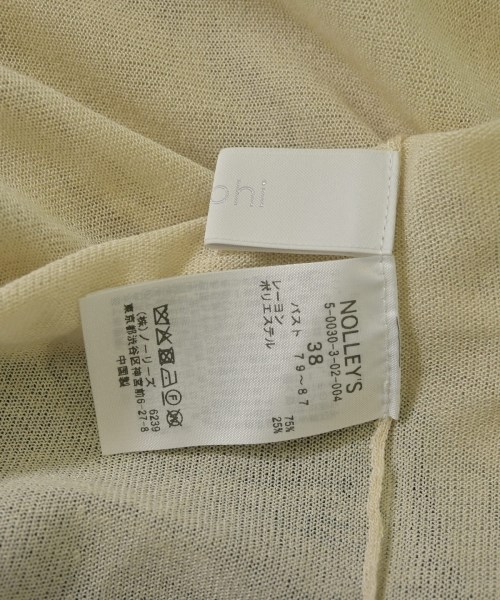 ohi
NOLLEY'S
5-0030-3-02-004
38
バスト 79～87
レーヨン 75%
ポリエステル 25%
(株)ノーリーズ 6239
東京都渋谷区神宮前6-27-8
中国製